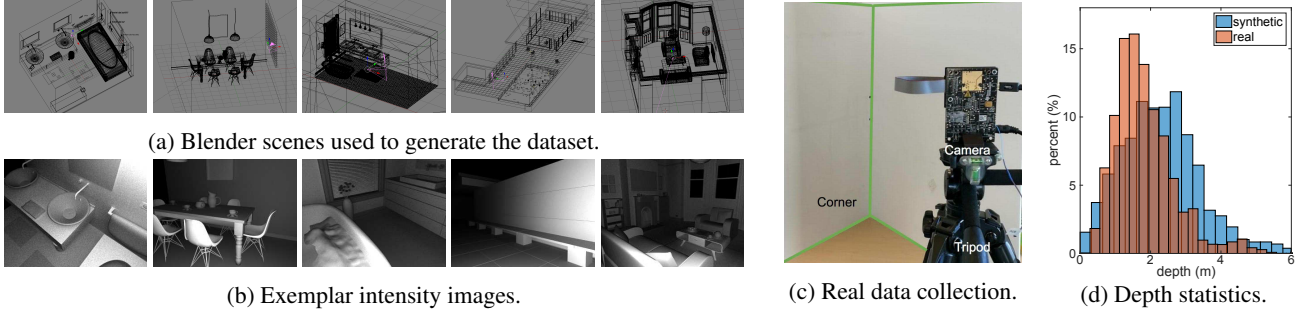 (a) Blender scenes used to generate the dataset.
(b) Exemplar intensity images.
Camera
Corner
Tripod
(c) Real data collection.
synthetic
real
percent (%)
15
10
5
0
0 2 4 6
depth (m)
(d) Depth statistics.